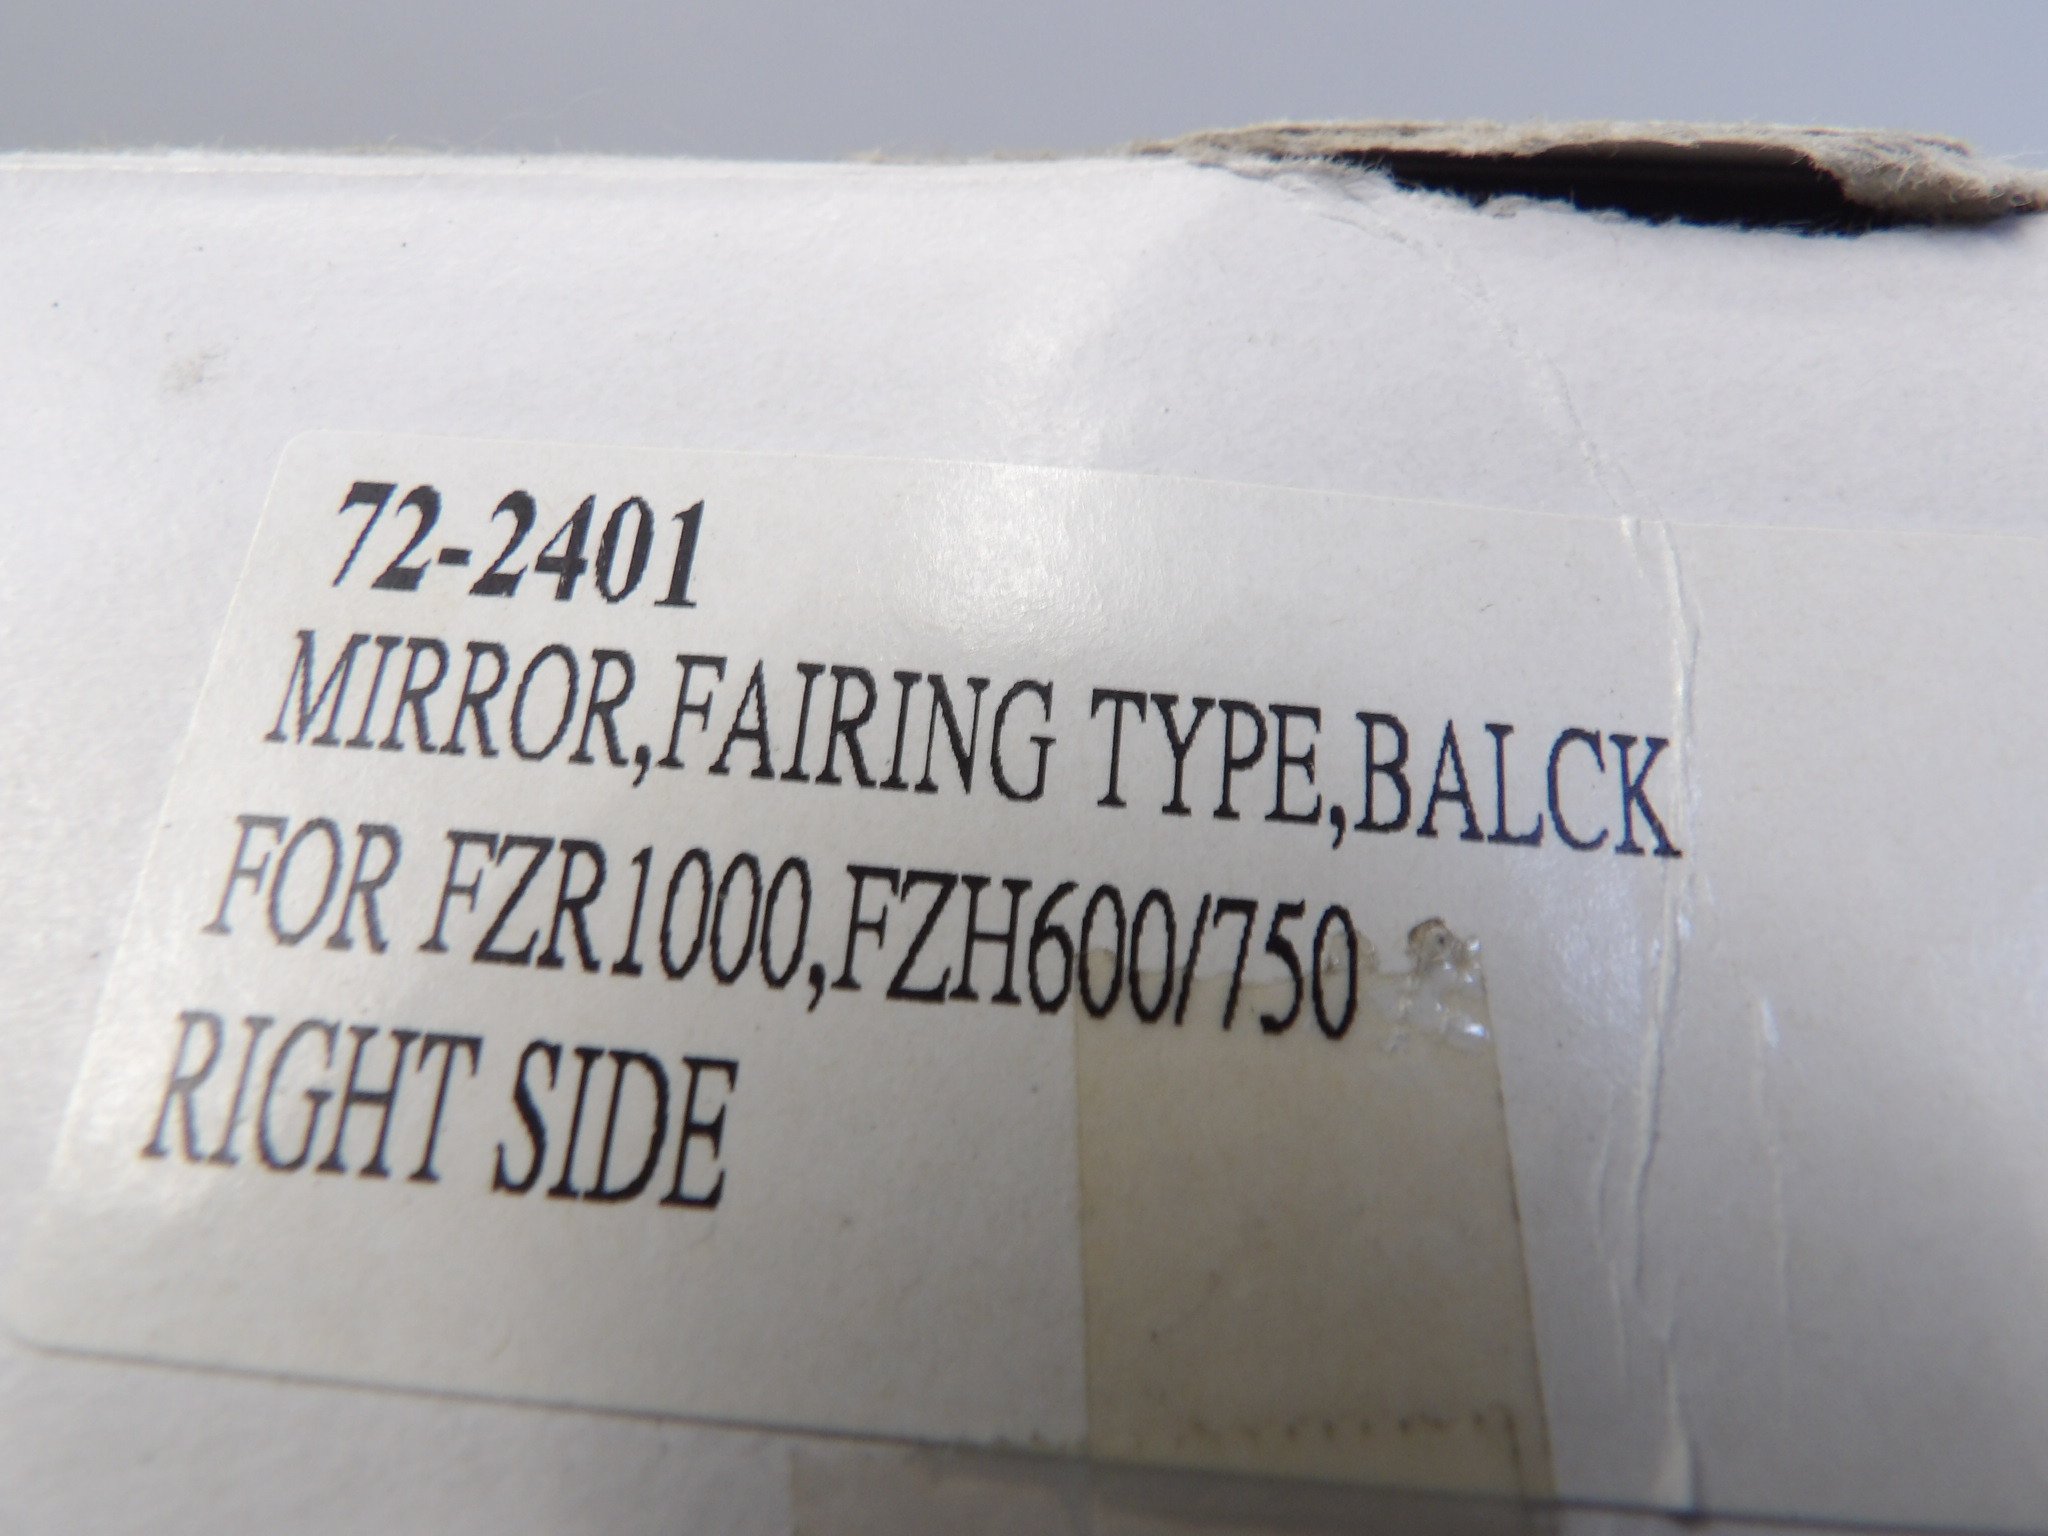 72-2401
MIRROR,FAIRING TYPE,BALCK
FOR FZR1000,FZH600/750
RIGHT SIDE